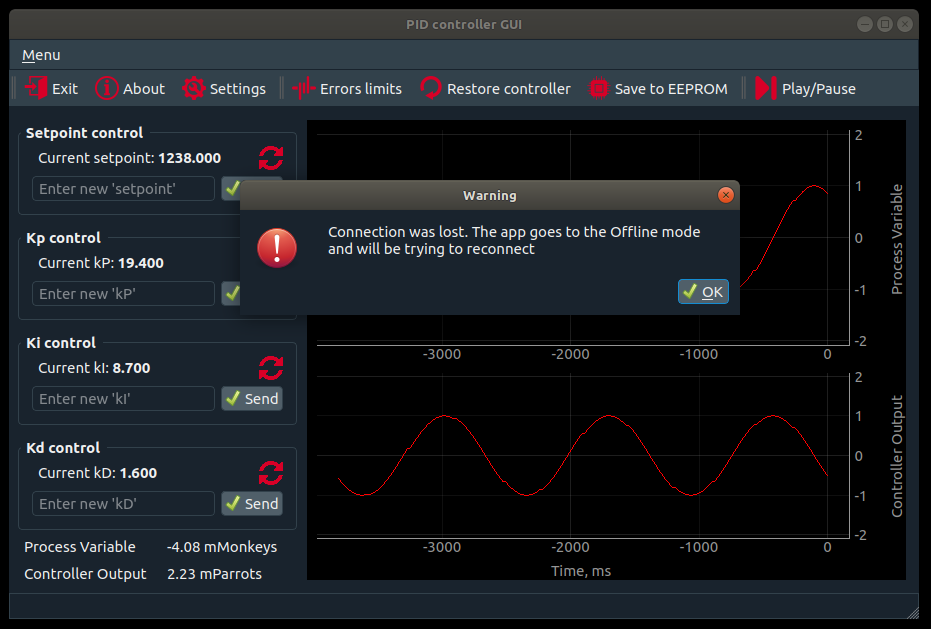 PID controller GUI
Menu
Exit About Settings Errors limits Restore controller Save to EEPROM Play/Pause
Setpoint control
Current setpoint: 1238.000
Enter new 'setpoint'
Kp control
Current kP: 19.400
Enter new 'kP'
Ki control
Current kI: 8.700
Enter new 'kI'
Send
Kd control
Current kD: 1.600
Enter new 'kD'
Send
Process Variable -4.08 mMonkeys
Controller Output 2.23 mParrots
Warning
Connection was lost. The app goes to the Offline mode
and will be trying to reconnect
OK
2
1
0
-1
-2
Process Variable
-3000 -2000 -1000 0
2
1
0
-1
-2
Controller Output
-3000 -2000 -1000 0
Time, ms